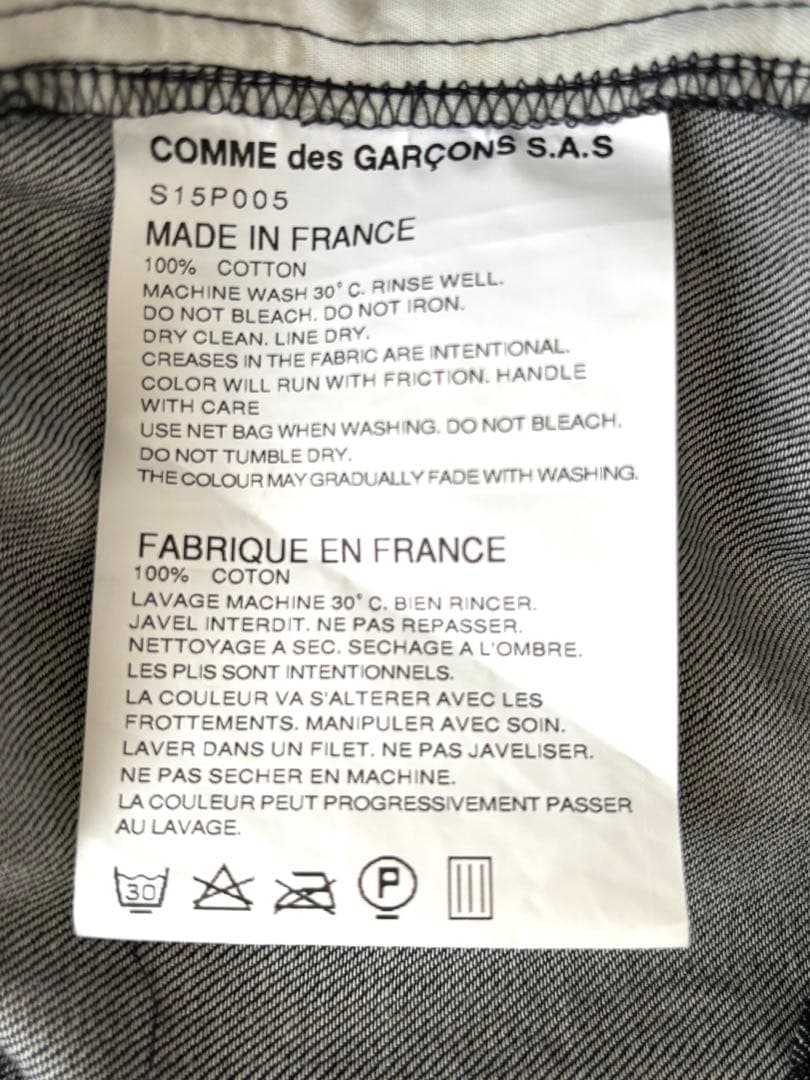 COMME des GARÇONS S.A.S
S15P005
MADE IN FRANCE
100% COTTON
MACHINE WASH 30° C. RINSE WELL.
DO NOT BLEACH. DO NOT IRON.
DRY CLEAN. LINE DRY.
CREASES IN THE FABRIC ARE INTENTIONAL.
COLOR WILL RUN WITH FRICTION. HANDLE
WITH CARE
USE NET BAG WHEN WASHING. DO NOT BLEACH.
DO NOT TUMBLE DRY.
THE COLOUR MAY GRADUALLY FADE WITH WASHING.
FABRIQUE EN FRANCE
100% COTON
LAVAGE MACHINE 30° C. BIEN RINCER.
JAVEL INTERDIT. NE PAS REPASSER.
NETTOYAGE A SEC. SECHAGE A L'OMBRE.
LES PLIS SONT INTENTIONNELS.
LA COULEUR VA S'ALTERER AVEC LES
FROTTEMENTS. MANIPULER AVEC SOIN.
LAVER DANS UN FILET. NE PAS JAVELISER.
NE PAS SECHER EN MACHINE.
LA COULEUR PEUT PROGRESSIVEMENT PASSER
AU LAVAGE.
30 P